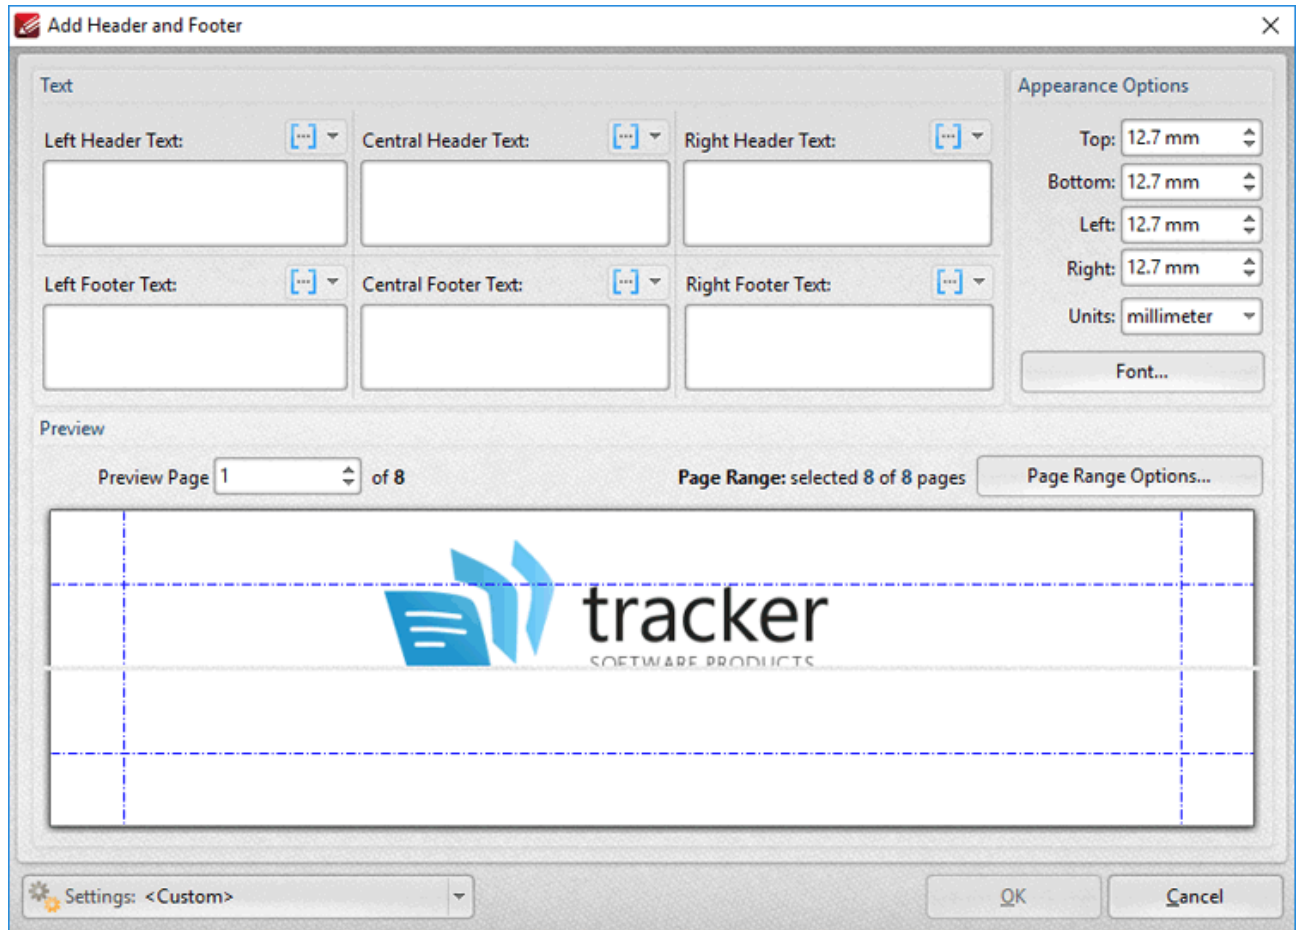 Add Header and Footer
Text
Appearance Options
Left Header Text:
Central Header Text:
Right Header Text:
Top: 12.7 mm
Bottom: 12.7 mm
Left: 12.7 mm
Right: 12.7 mm
Left Footer Text:
Central Footer Text:
Right Footer Text:
Units: millimeter
Font...
Preview
Preview Page 1 of 8
Page Range: selected 8 of 8 pages
Page Range Options...
tracker
SOFTWARE PRODUCTS
Settings: <Custom>
OK
Cancel